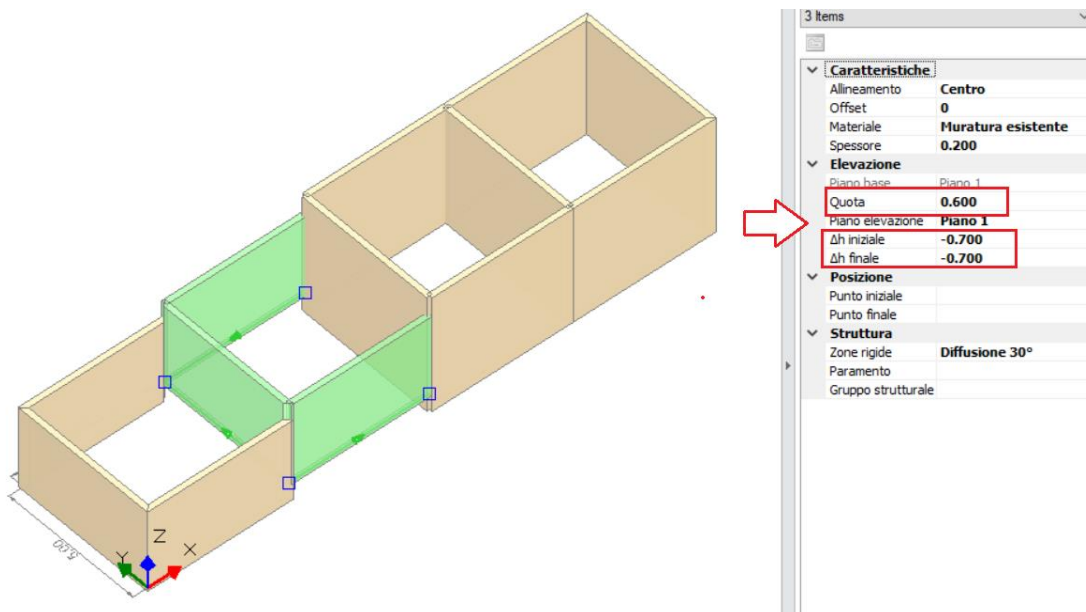 3 Items
Caratteristiche
Allineamento Centro
Offset 0
Materiale Muratura esistente
Spessore 0.200
Elevazione
Piano base Piano 1
Quota 0.600
Piano elevazione Piano 1
Δh iniziale -0.700
Δh finale -0.700
Posizione
Punto iniziale
Punto finale
Struttura
Zone rigide Diffusione 30°
Paramento
Gruppo strutturale
Z
Y X
5.00